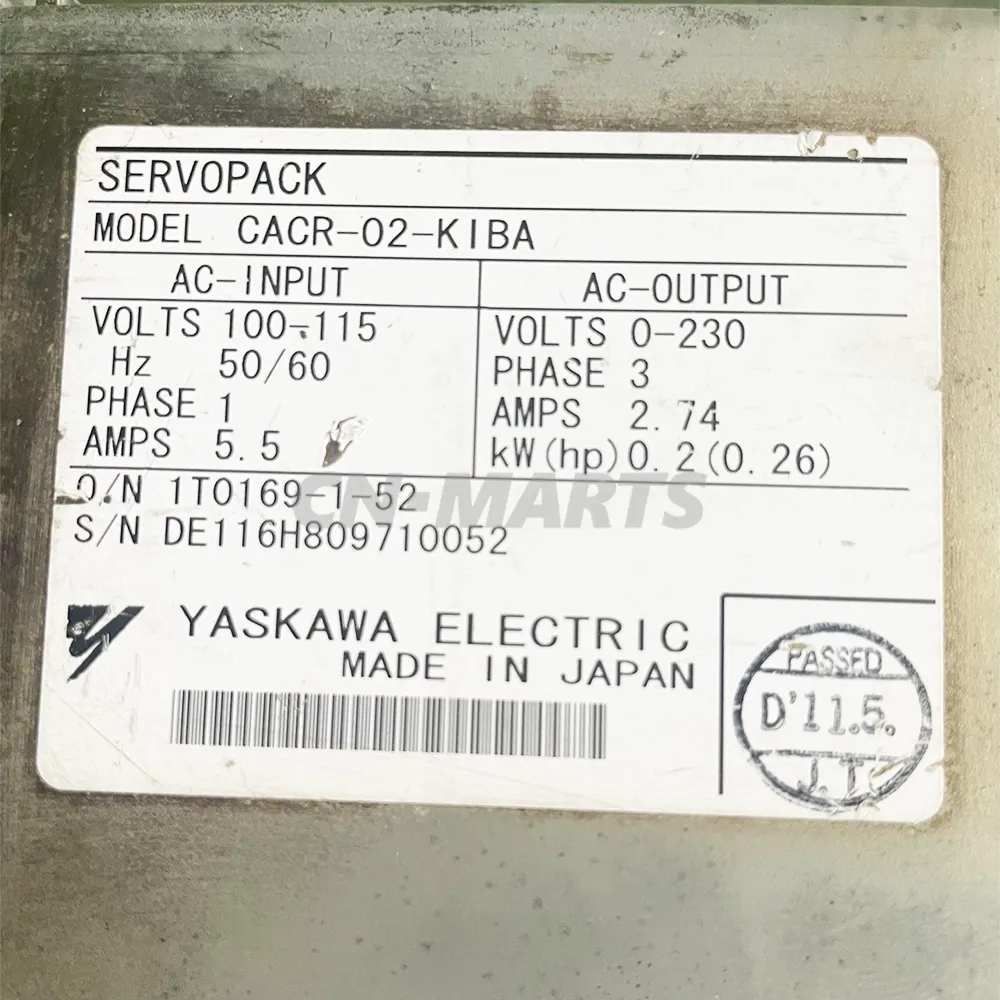 SERVOPACK
MODEL CACR-02-KIBA
AC-INPUT
VOLTS 100-115
Hz 50/60
PHASE 1
AMPS 5.5
AC-OUTPUT
VOLTS 0-230
PHASE 3
AMPS 2.74
kW(hp)0.2(0.26)
O/N 1T0169-1-52
S/N DE116H809710052
CN-MARTS
YASKAWA ELECTRIC
MADE IN JAPAN
PASSED
D'11.5.
J.T